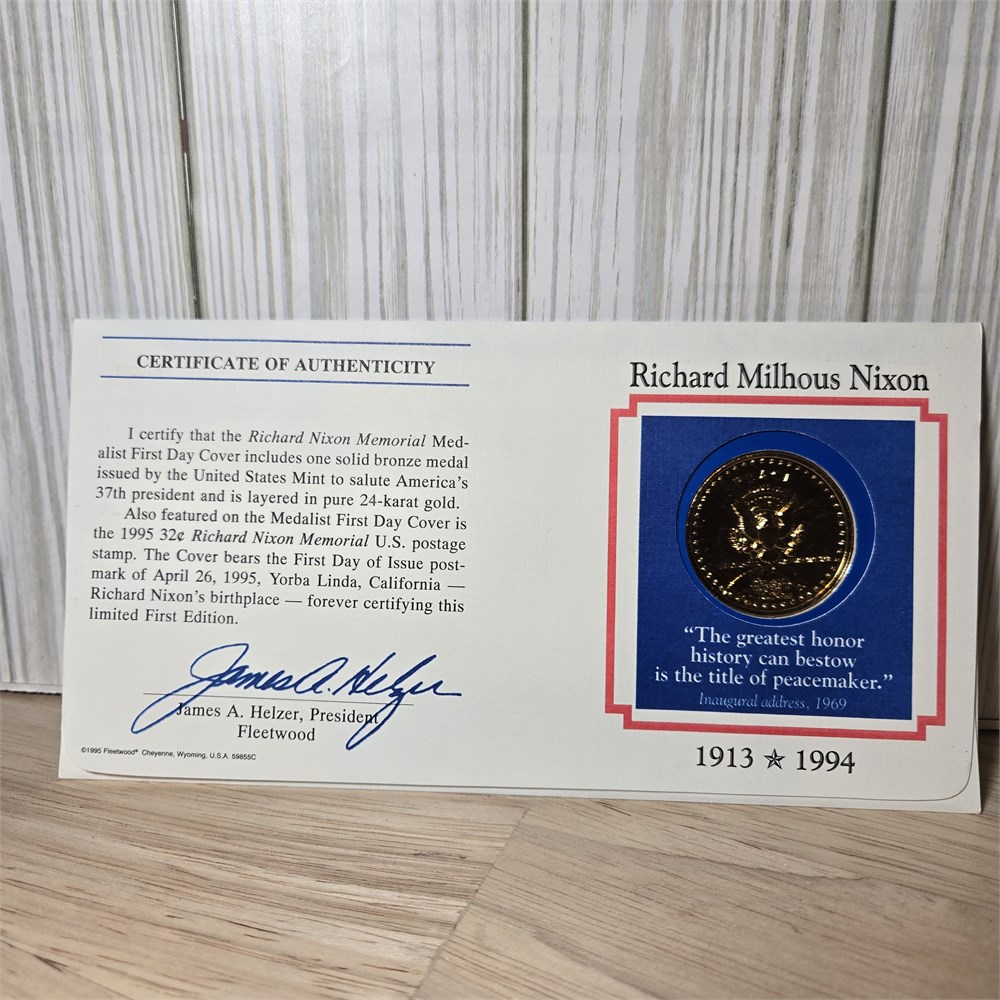 CERTIFICATE OF AUTHENTICITY
I certify that the Richard Nixon Memorial Med-
alist First Day Cover includes one solid bronze medal
issued by the United States Mint to salute America's
37th president and is layered in pure 24-karat gold.
Also featured on the Medalist First Day Cover is
the 1995 32¢ Richard Nixon Memorial U.S. postage
stamp. The Cover bears the First Day of Issue post-
mark of April 26, 1995, Yorba Linda, California —
Richard Nixon's birthplace — forever certifying this
limited First Edition.
James A. Helzer
James A. Helzer, President
Fleetwood
©1995 Fleetwood® Cheyenne, Wyoming, U.S.A. 59855C
Richard Milhous Nixon
“The greatest honor
history can bestow
is the title of peacemaker.”
Inaugural address, 1969
1913 ★ 1994